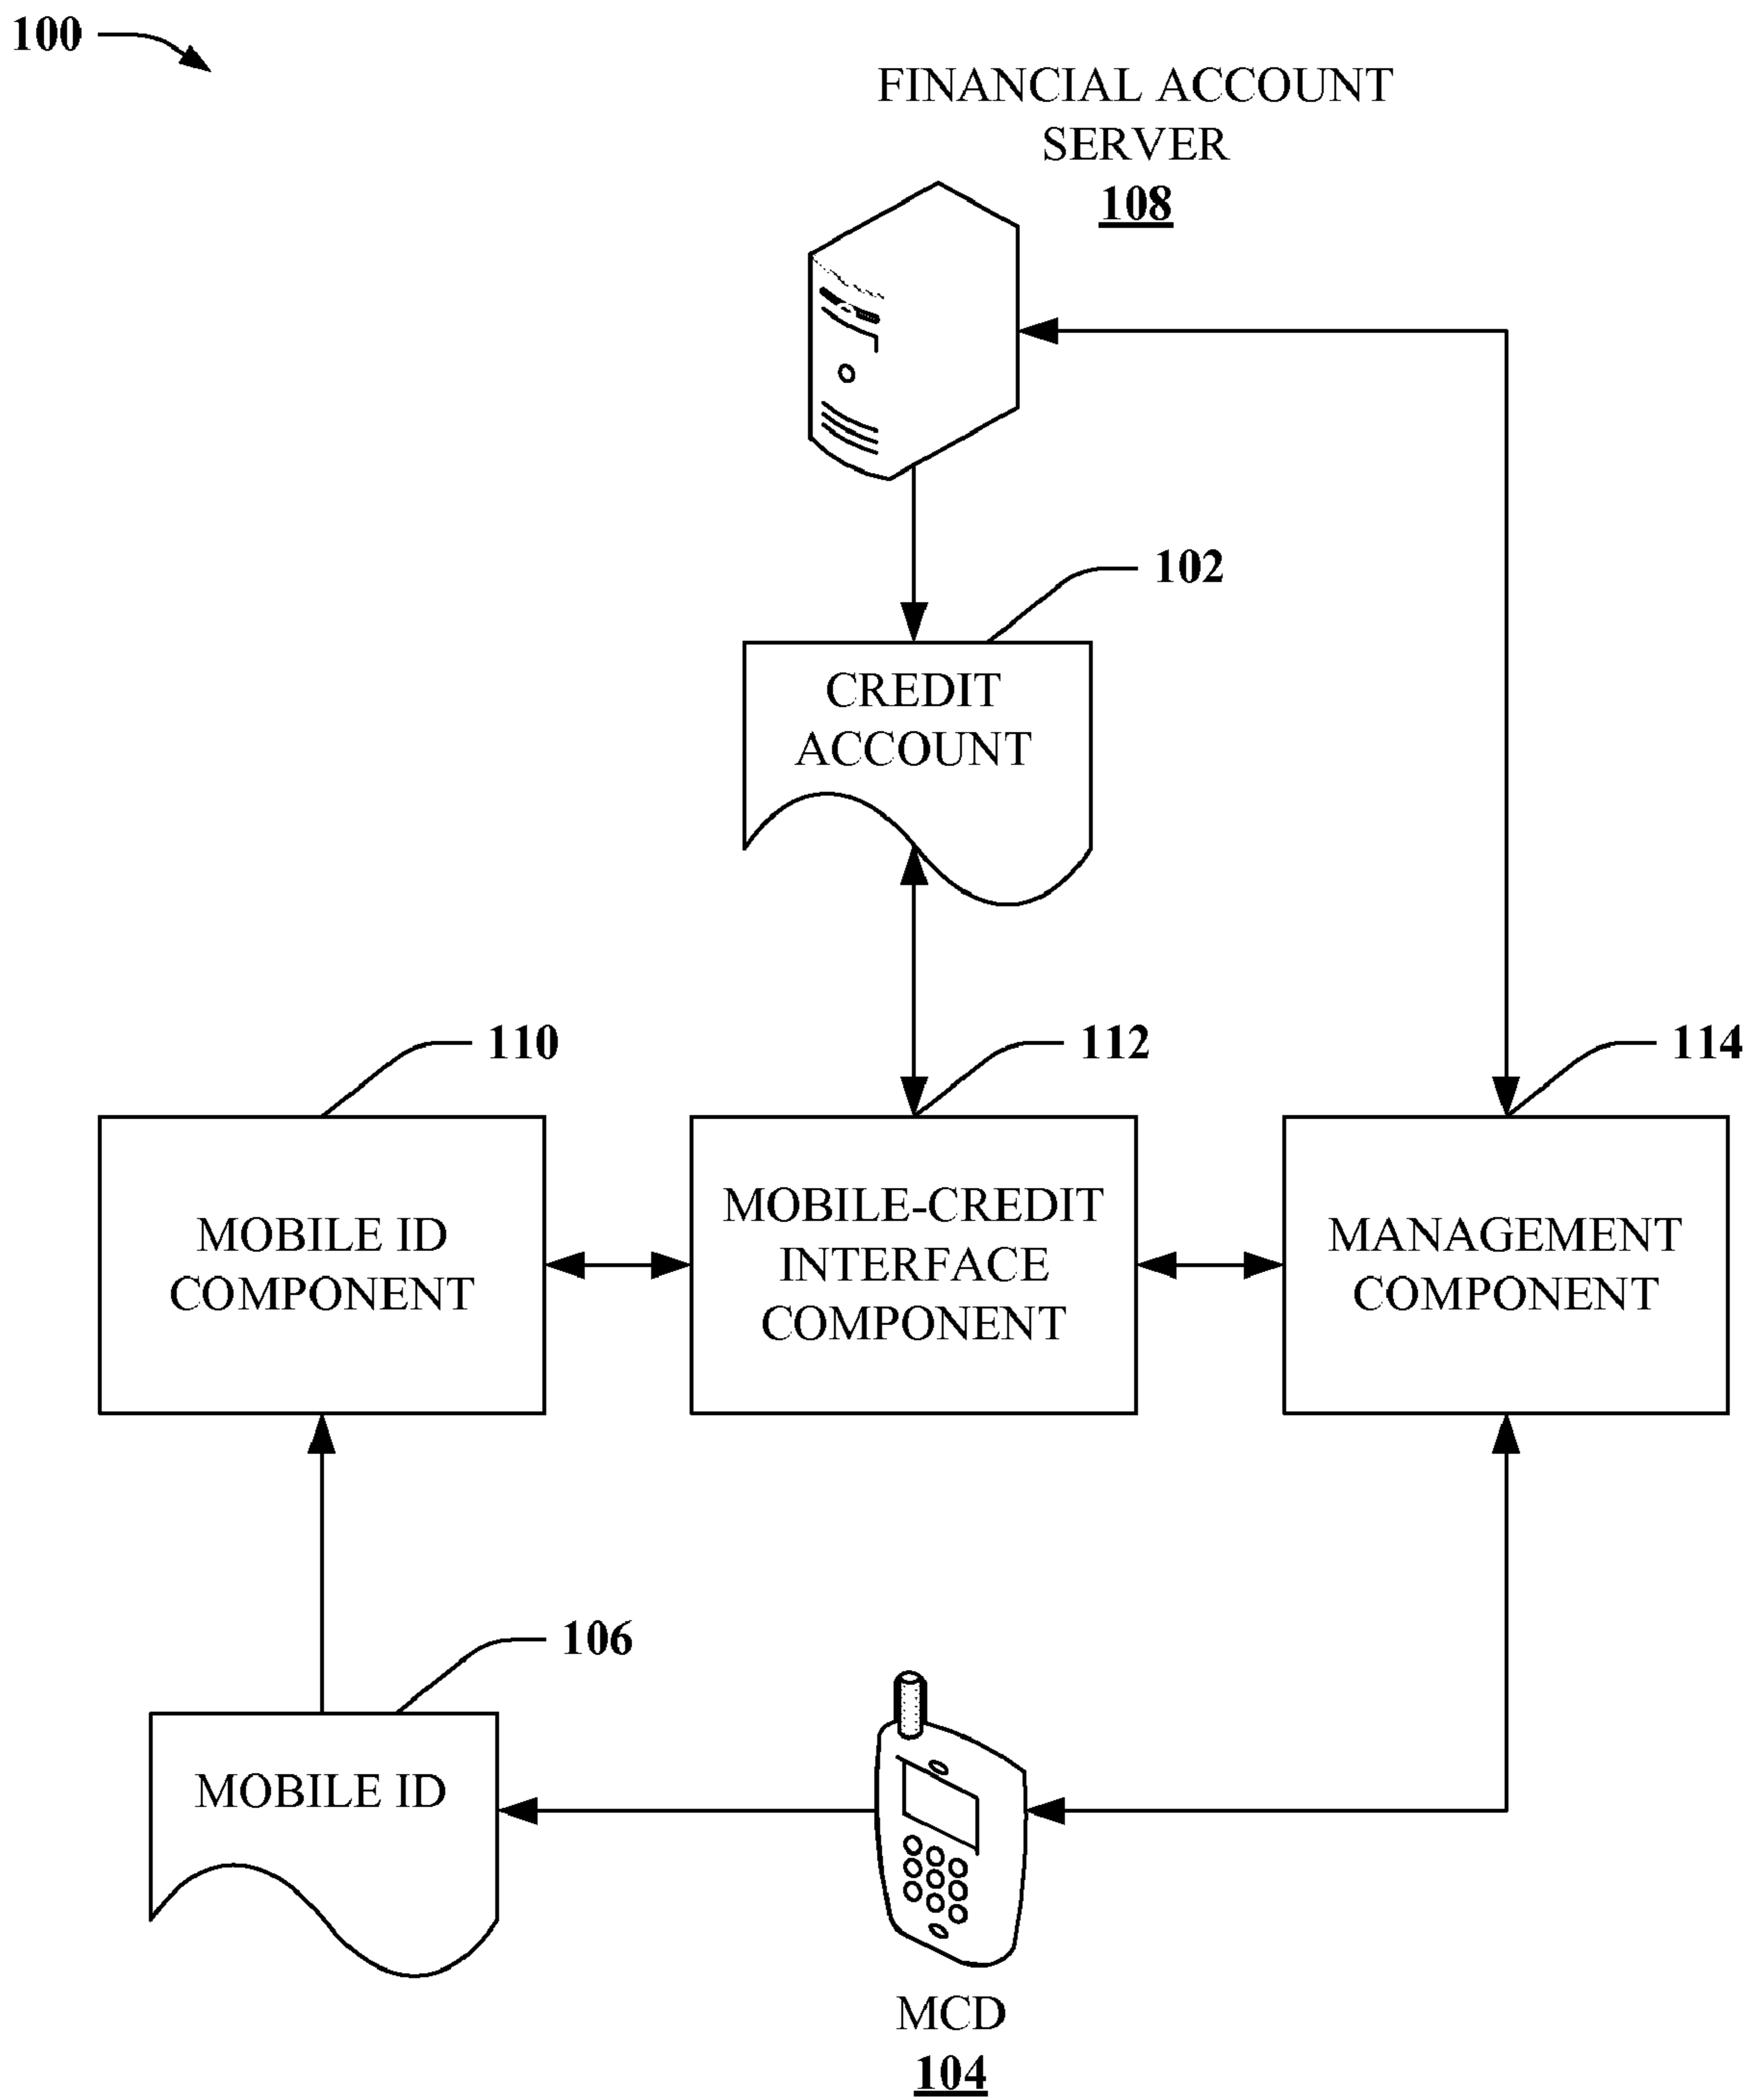 100
FINANCIAL ACCOUNT
SERVER
108
102
CREDIT
ACCOUNT
110
112
114
MOBILE ID
COMPONENT
MOBILE-CREDIT
INTERFACE
COMPONENT
MANAGEMENT
COMPONENT
106
MOBILE ID
MCD
104